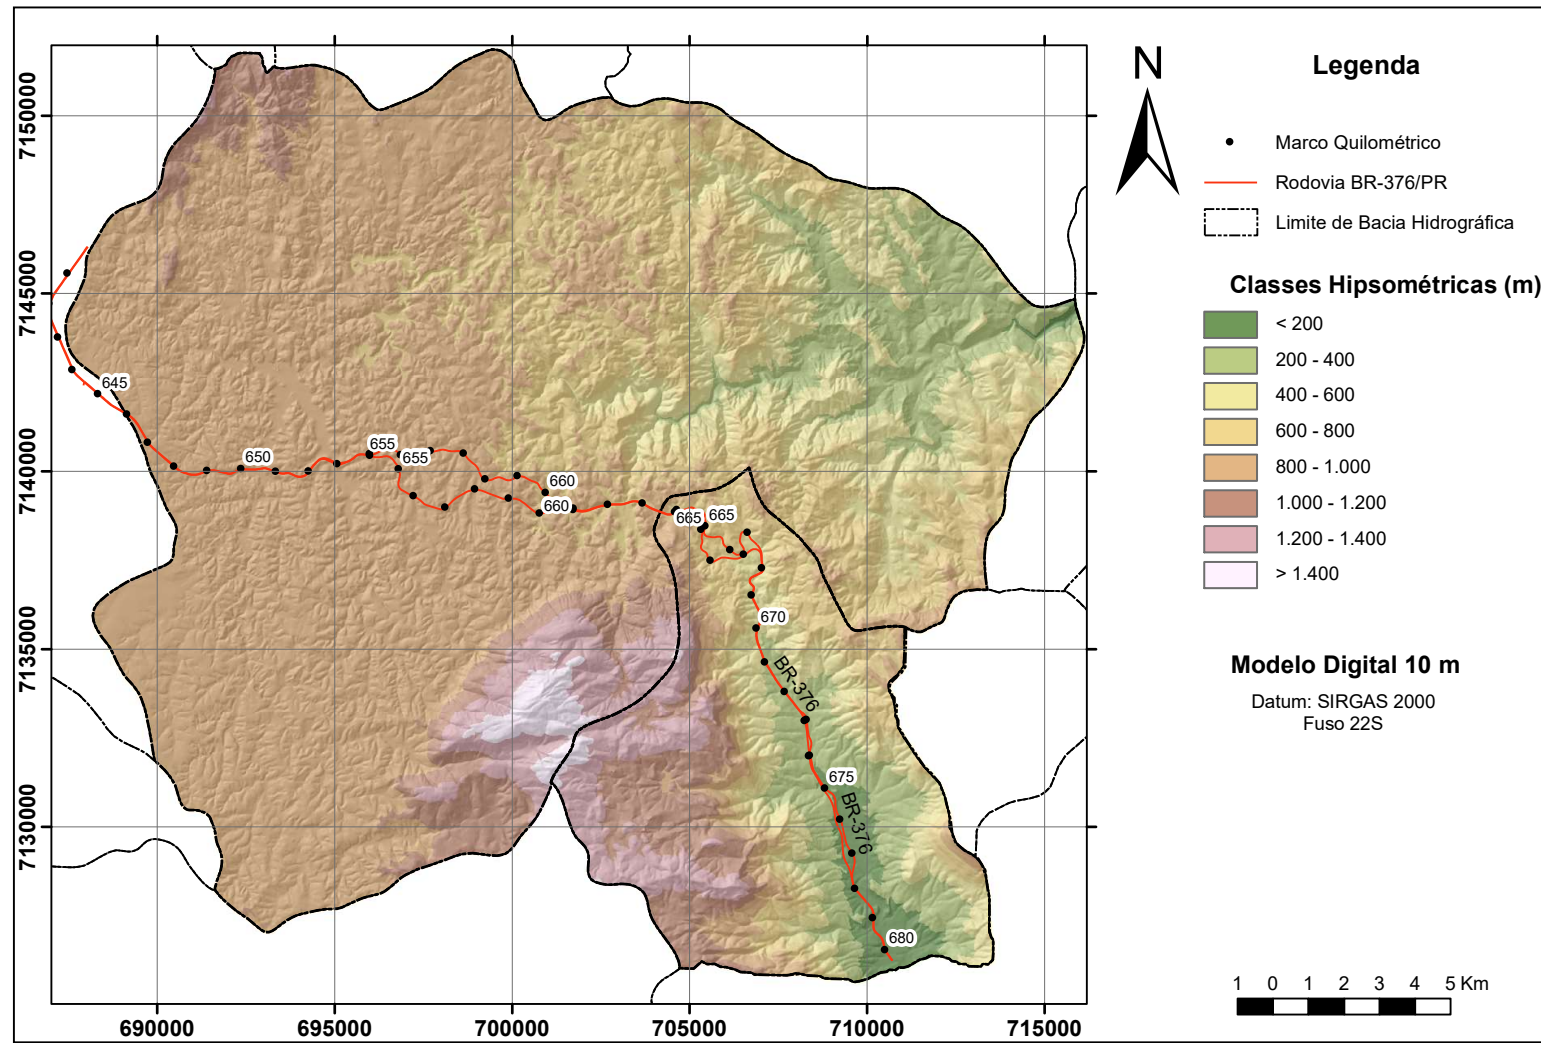 7150000
7145000
7140000
7135000
7130000
690000
695000
700000
705000
710000
715000
645
650
655
655
660
660
665
665
670
BR-376
675
BR-376
680
N
Legenda
Marco Quilométrico
Rodovia BR-376/PR
Limite de Bacia Hidrográfica
Classes Hipsométricas (m)
< 200
200 - 400
400 - 600
600 - 800
800 - 1.000
1.000 - 1.200
1.200 - 1.400
> 1.400
Modelo Digital 10 m
Datum: SIRGAS 2000
Fuso 22S
1 0 1 2 3 4 5 Km